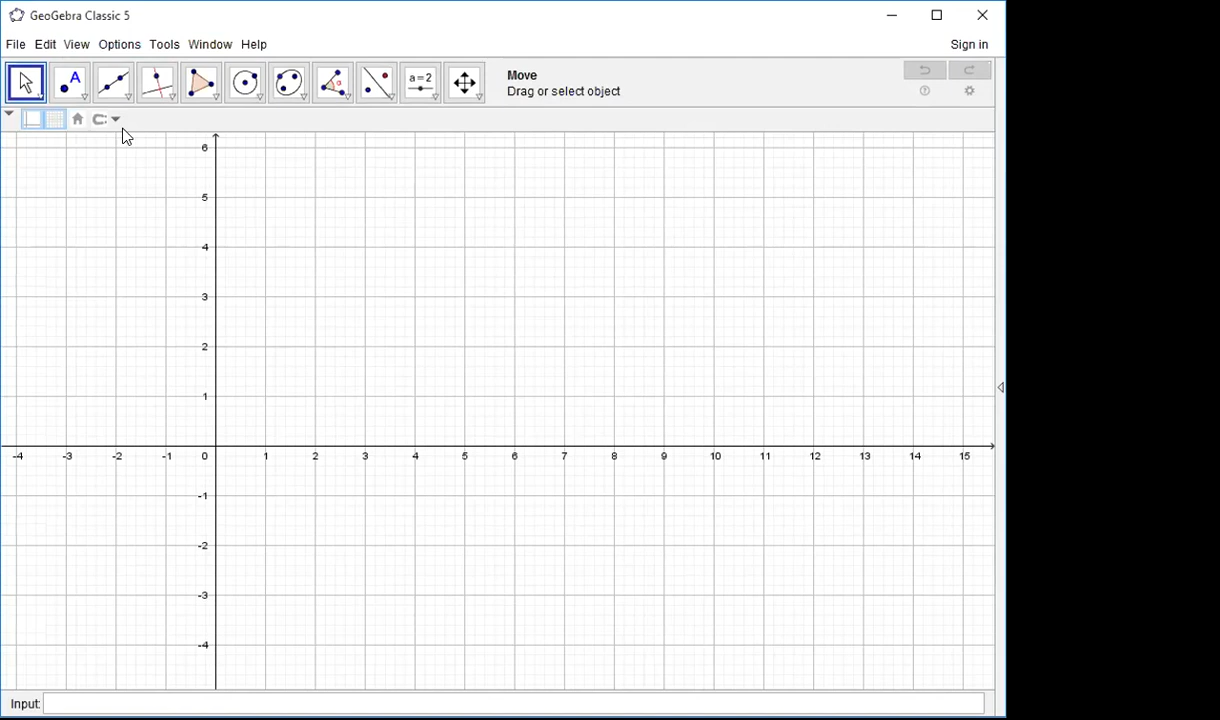 GeoGebra Classic 5
File Edit View Options Tools Window Help Sign in
A
a=2
Move
Drag or select object
6
5
4
3
2
1
-4 -3 -2 -1 0 1 2 3 4 5 6 7 8 9 10 11 12 13 14 15
-1
-2
-3
-4
Input: